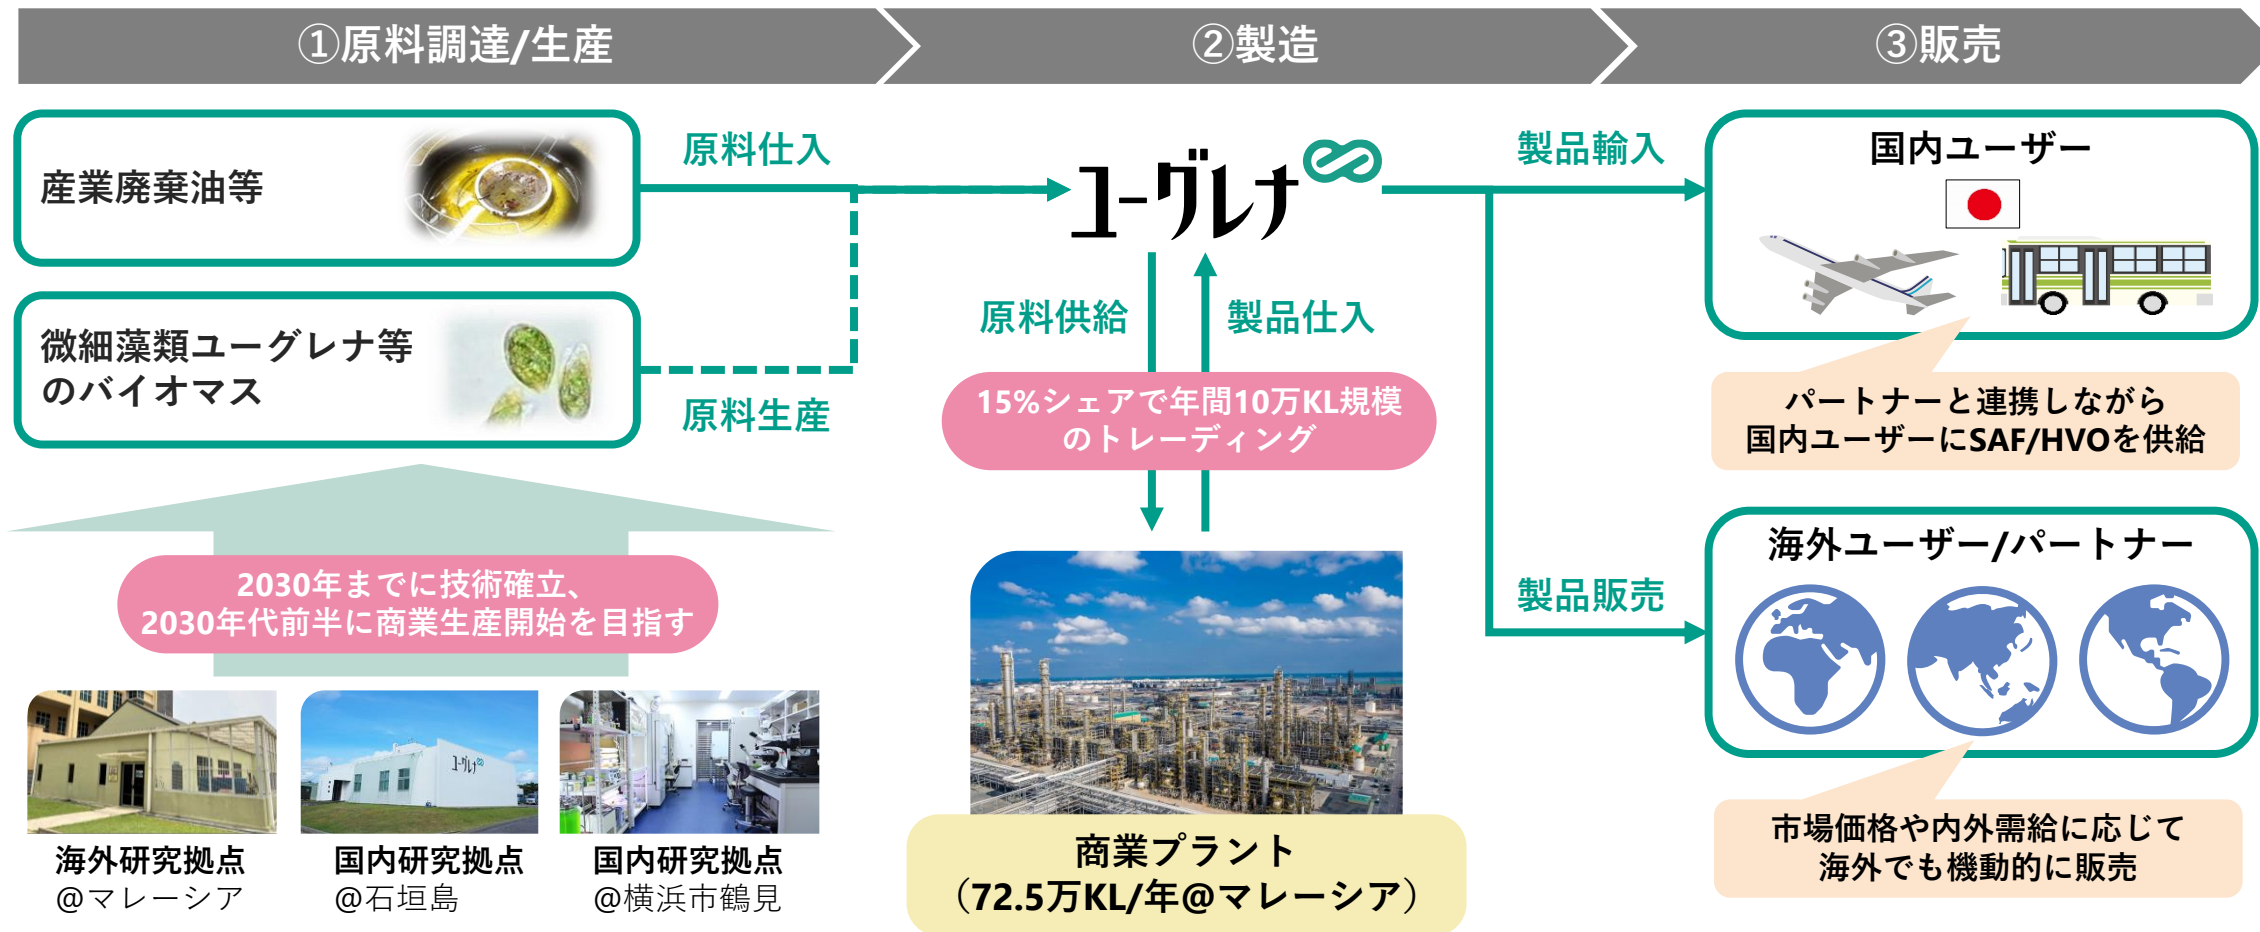 ①原料調達/生産
②製造
③販売
産業廃棄油等
原料仕入
微細藻類ユーグレナ等
のバイオマス
原料生産
2030年までに技術確立、
2030年代前半に商業生産開始を目指す
ユーグレナ
海外研究拠点
@マレーシア
国内研究拠点
@石垣島
国内研究拠点
@横浜市鶴見
ユーグレナ
原料供給
製品仕入
15%シェアで年間10万KL規模
のトレーディング
商業プラント
（72.5万KL/年@マレーシア）
製品輸入
国内ユーザー
パートナーと連携しながら
国内ユーザーにSAF/HVOを供給
製品販売
海外ユーザー/パートナー
市場価格や内外需給に応じて
海外でも機動的に販売